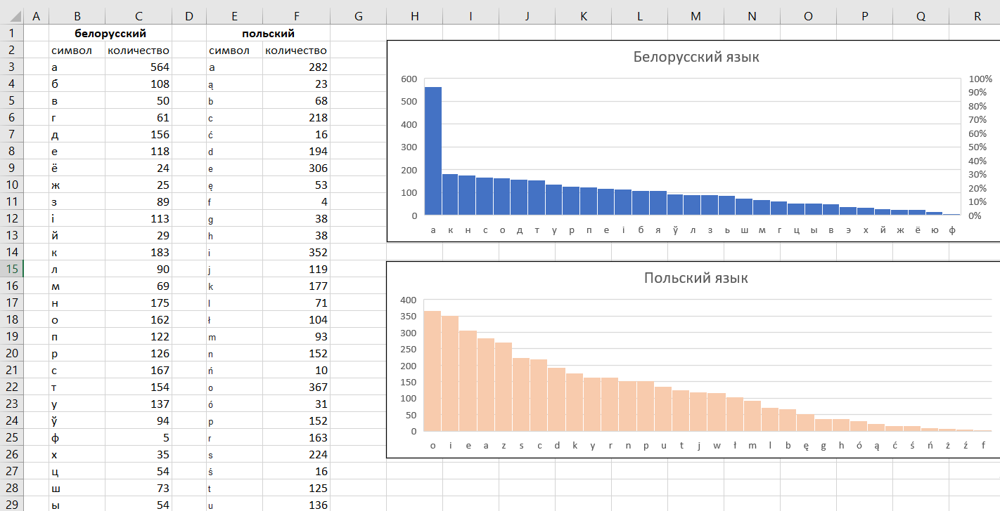 A B C D E F G H I J K L M N O P Q R
1 белорусский польский
2 символ количество символ количество
3 а 564 a 282
4 б 108 ą 23
5 в 50 b 68
6 г 61 c 218
7 д 156 ć 16
8 е 118 d 194
9 ё 24 e 306
10 ж 25 ę 53
11 з 89 f 4
12 і 113 g 38
13 й 29 h 38
14 к 183 i 352
15 л 90 j 119
16 м 69 k 177
17 н 175 l 71
18 о 162 ł 104
19 п 122 m 93
20 р 126 n 152
21 с 167 ń 10
22 т 154 o 367
23 у 137 ó 31
24 ў 94 p 152
25 ф 5 r 163
26 х 35 s 224
27 ц 54 ś 16
28 ш 73 t 125
29 ы 54 u 136
Белорусский язык
600 100%
90%
500 80%
400 70%
60%
300 50%
40%
200 30%
100 20%
10%
0 0%
а к н с о д т у р п е і б я ў л з ь ш м г ц ы в э х й ж ё ю ф
Польский язык
400
350
300
250
200
150
100
50
0
o i e a z s c d k y r n p u t j w ł m l b ę g h ó ą ć ś ń ż ź f